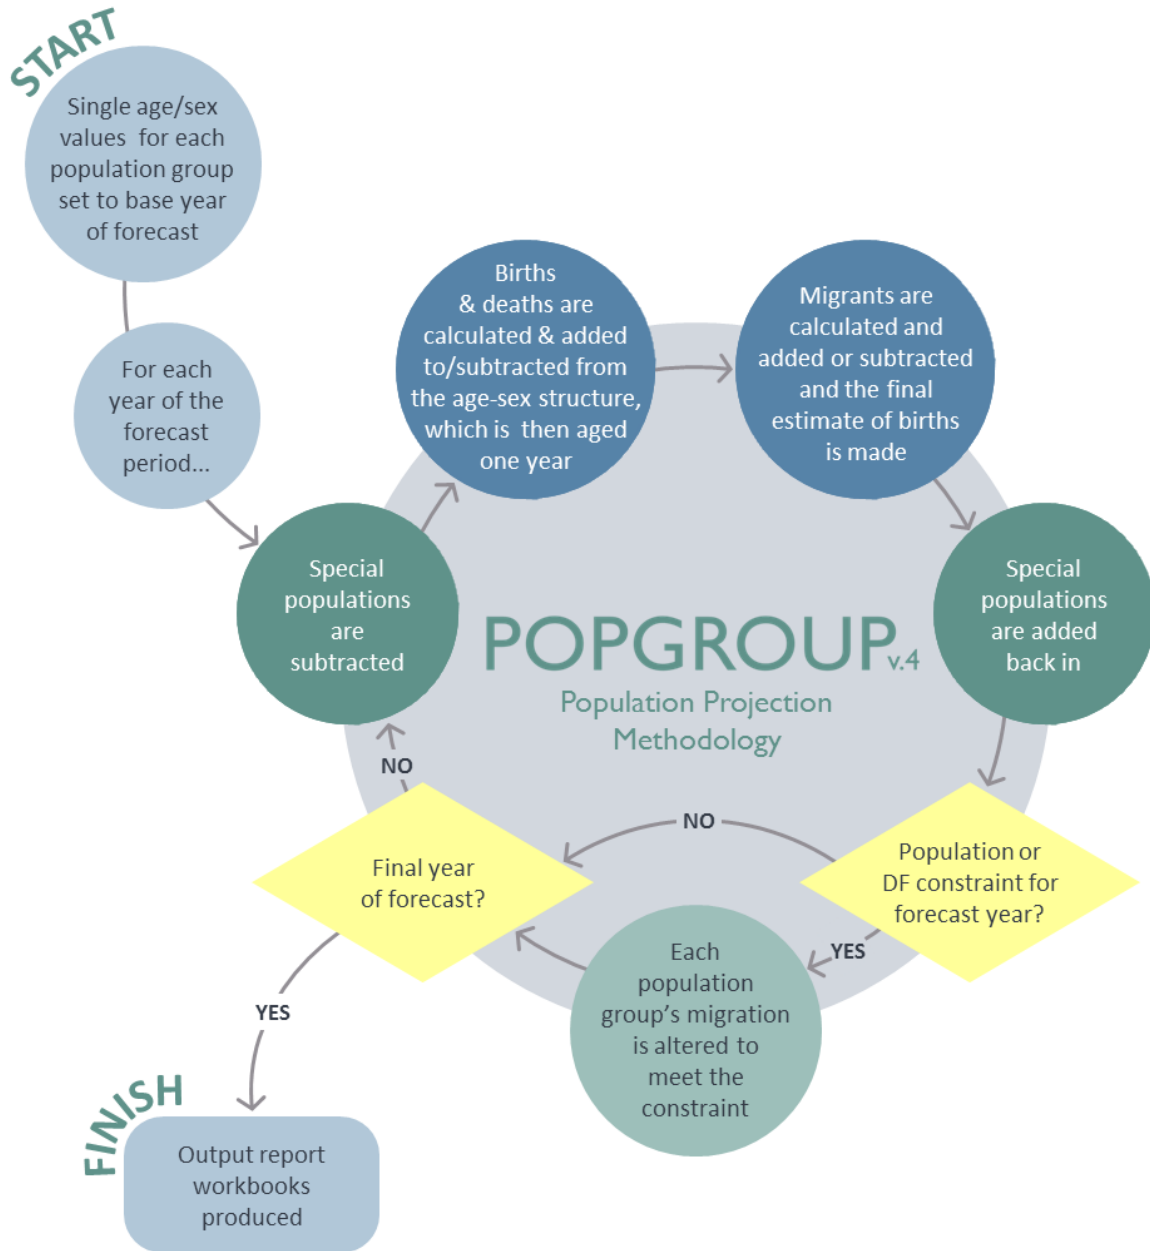 START
Single age/sex
values for each
population group
set to base year
of forecast
For each
year of the
forecast
period...
Births
& deaths are
calculated & added
to/subtracted from
the age-sex structure,
which is then aged
one year
Migrants are
calculated and
added or subtracted
and the final
estimate of births
is made
Special
populations
are
subtracted
Special
populations
are added
back in
POPGROUP v.4
Population Projection
Methodology
NO
NO
Final year
of forecast?
Population or
DF constraint for
forecast year?
YES
Each
population
group's migration
is altered to
meet the
constraint
YES
FINISH
Output report
workbooks
produced